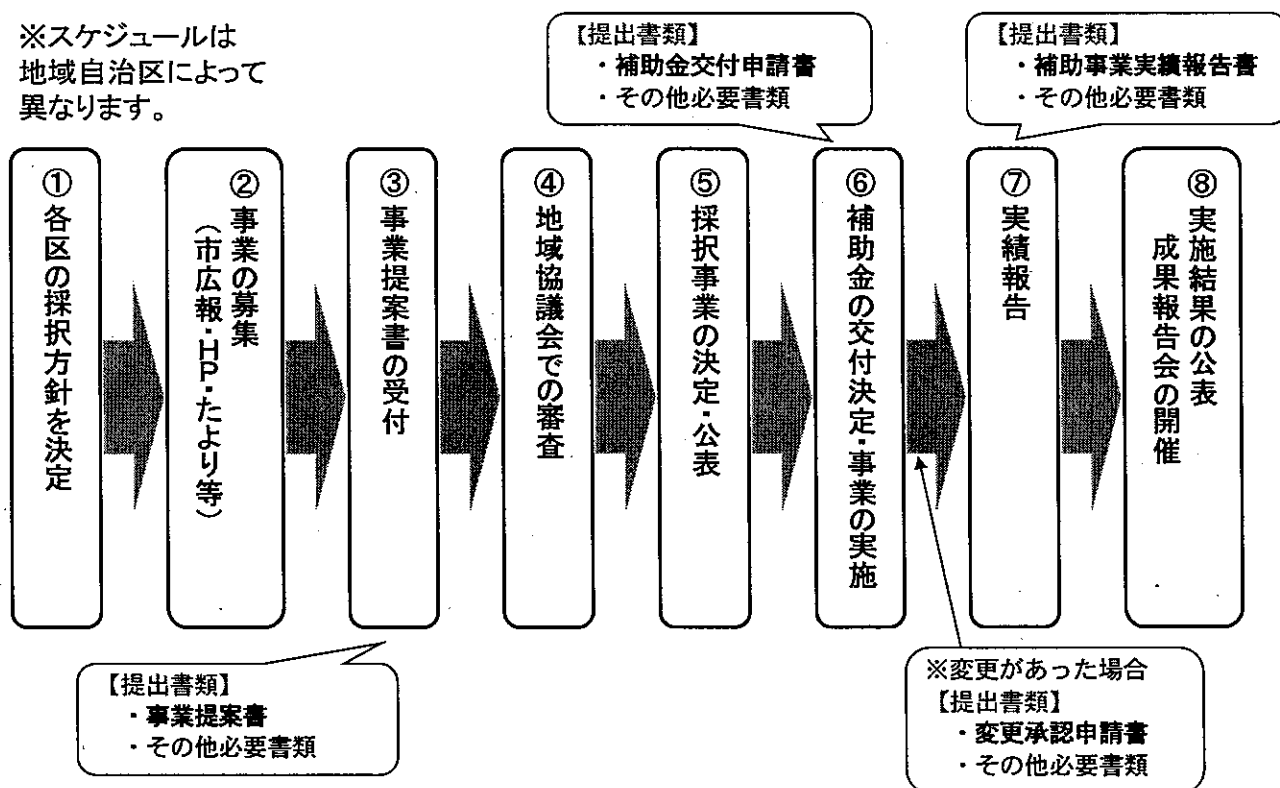 ※スケジュールは
地域自治区によって
異なります。
【提出書類】
・補助金交付申請書
・その他必要書類
【提出書類】
・補助事業実績報告書
・その他必要書類
①各区の採択方針を決定
②事業の募集
（市広報・HP・たより等）
③事業提案書の受付
④地域協議会での審査
⑤採択事業の決定・公表
⑥補助金の交付決定・事業の実施
⑦実績報告
⑧実施結果の公表
成果報告会の開催
【提出書類】
・事業提案書
・その他必要書類
※変更があった場合
【提出書類】
・変更承認申請書
・その他必要書類